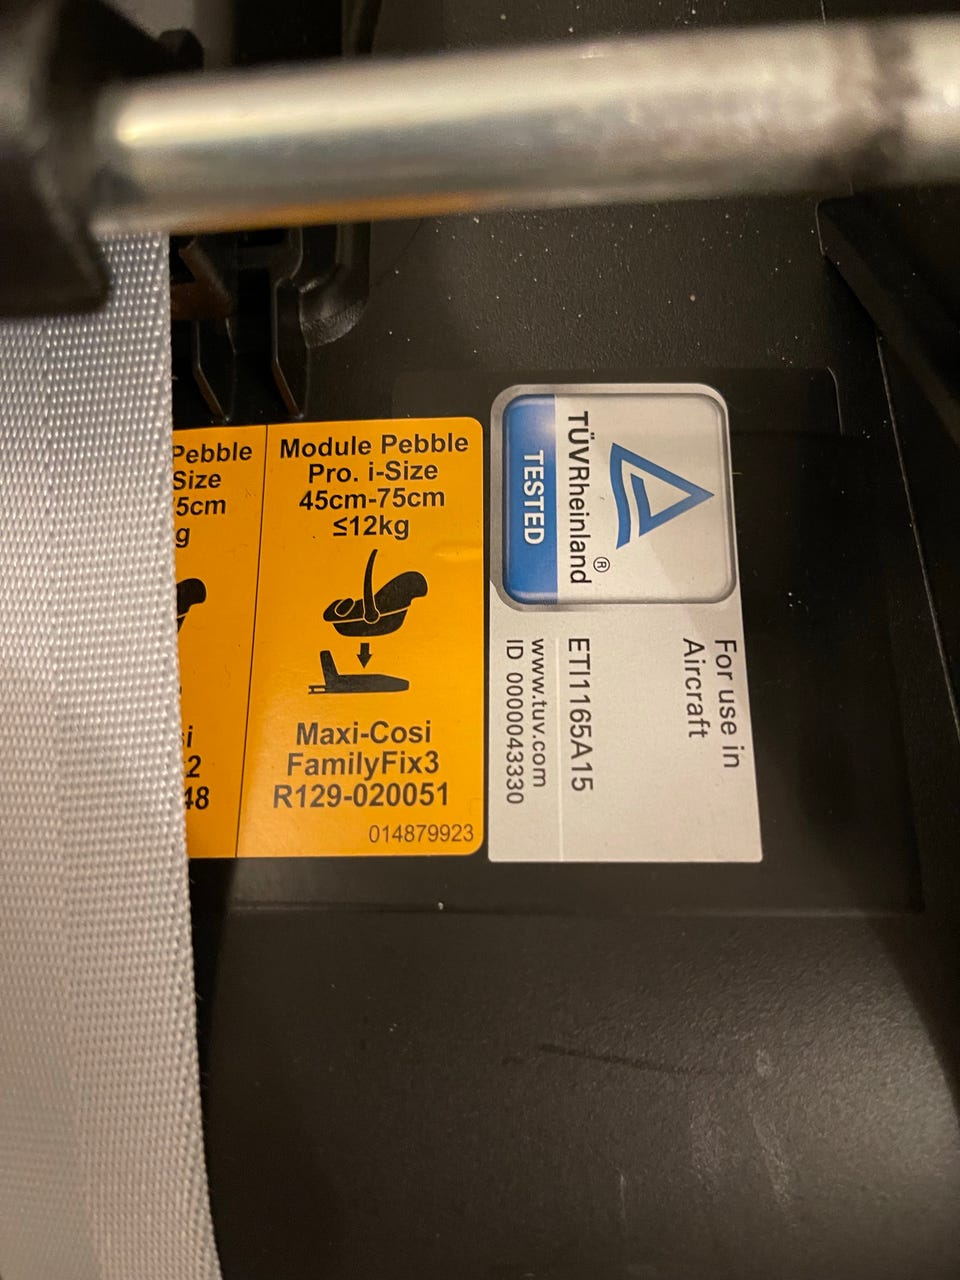 Pebble
Size
5cm
g
i
2
48
Module Pebble
Pro. i-Size
45cm-75cm
≤12kg
Maxi-Cosi
FamilyFix3
R129-020051
014879923
TÜVRheinland®
TESTED
For use in
Aircraft
ETI1165A15
www.tuv.com
ID 0000043330